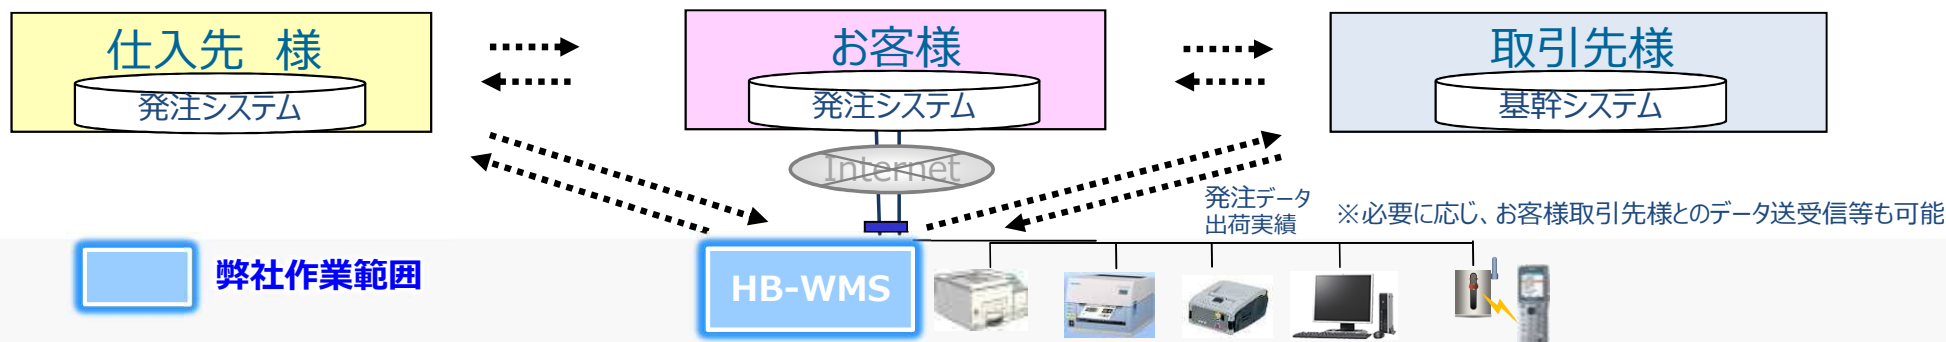 仕入先　様
発注システム
お客様
発注システム
取引先様
基幹システム
Internet
発注データ
出荷実績
※必要に応じ、お客様取引先様とのデータ送受信等も可能
弊社作業範囲
HB-WMS